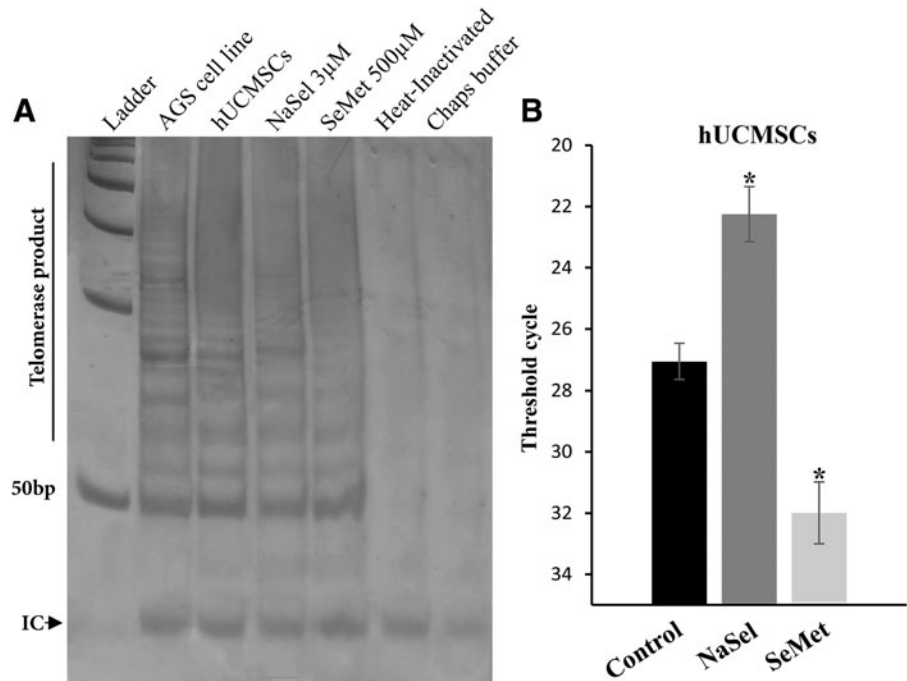 A
Ladder
AGS cell line
hUCMSCs
NaSel 3µM
SeMet 500µM
Heat-Inactivated
Chaps buffer
Telomerase product
50bp
IC
B
hUCMSCs
Threshold cycle
20
22
24
26
28
30
32
34
*
*
Control
NaSel
SeMet